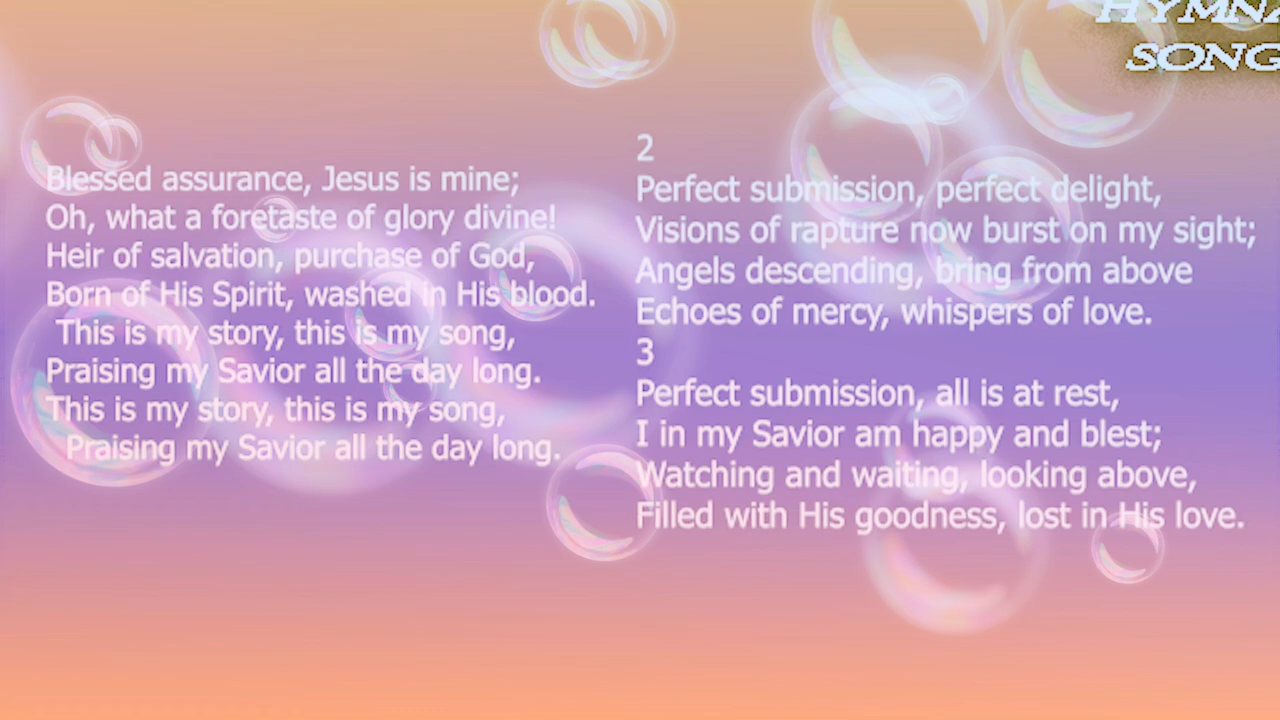 Blessed assurance, Jesus is mine;
Oh, what a foretaste of glory divine!
Heir of salvation, purchase of God,
Born of His Spirit, washed in His blood.
This is my story, this is my song,
Praising my Savior all the day long.
This is my story, this is my song,
Praising my Savior all the day long.
2
Perfect submission, perfect delight,
Visions of rapture now burst on my sight;
Angels descending, bring from above
Echoes of mercy, whispers of love.
3
Perfect submission, all is at rest,
I in my Savior am happy and blest;
Watching and waiting, looking above,
Filled with His goodness, lost in His love.
SONG